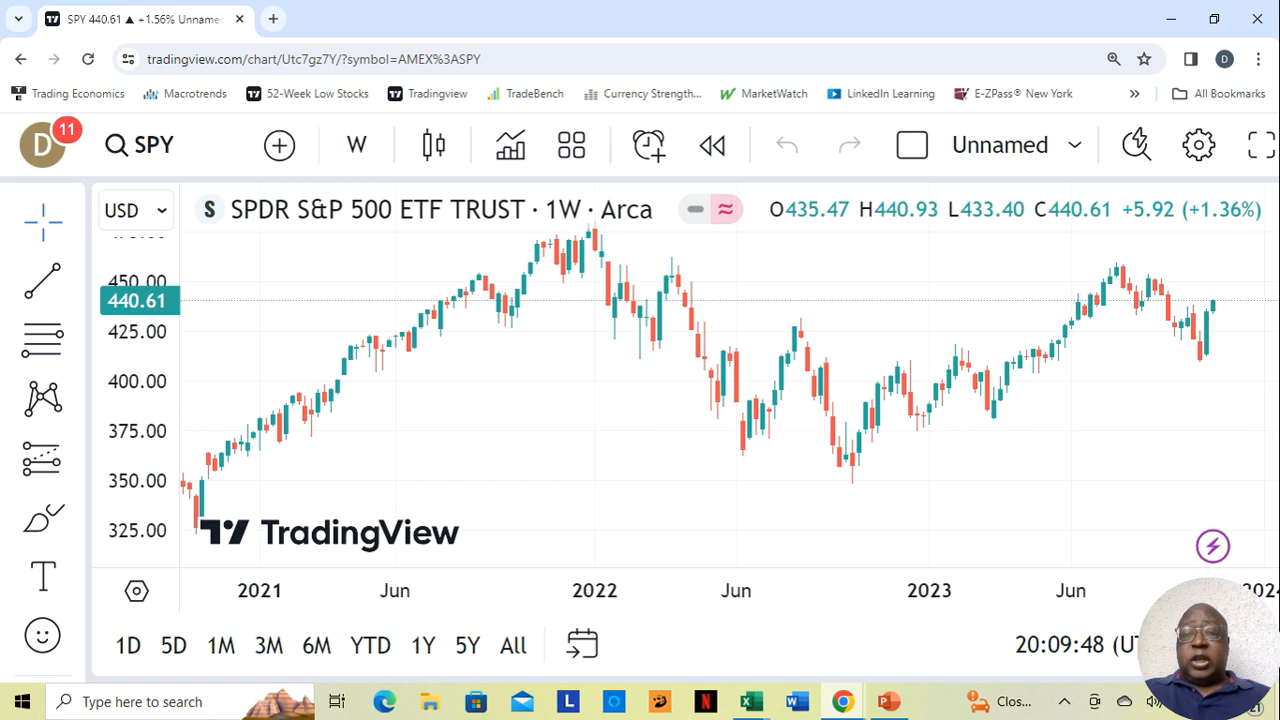 SPY 440.61 ▲ +1.56% Unname
tradingview.com/chart/Utc7gz7Y/?symbol=AMEX%3ASPY
D
Trading Economics
Macrotrends
52-Week Low Stocks
Tradingview
TradeBench
Currency Strength...
MarketWatch
LinkedIn Learning
E-ZPass® New York
»
All Bookmarks
D
11
SPY
W
Unnamed
USD
S
SPDR S&P 500 ETF TRUST · 1W · Arca
O435.47 H440.93 L433.40 C440.61 +5.92 (+1.36%)
450.00
440.61
425.00
400.00
375.00
350.00
325.00
TradingView
2021
Jun
2022
Jun
2023
Jun
T
1D
5D
1M
3M
6M
YTD
1Y
5Y
All
20:09:48 (UT
Type here to search
Clos...